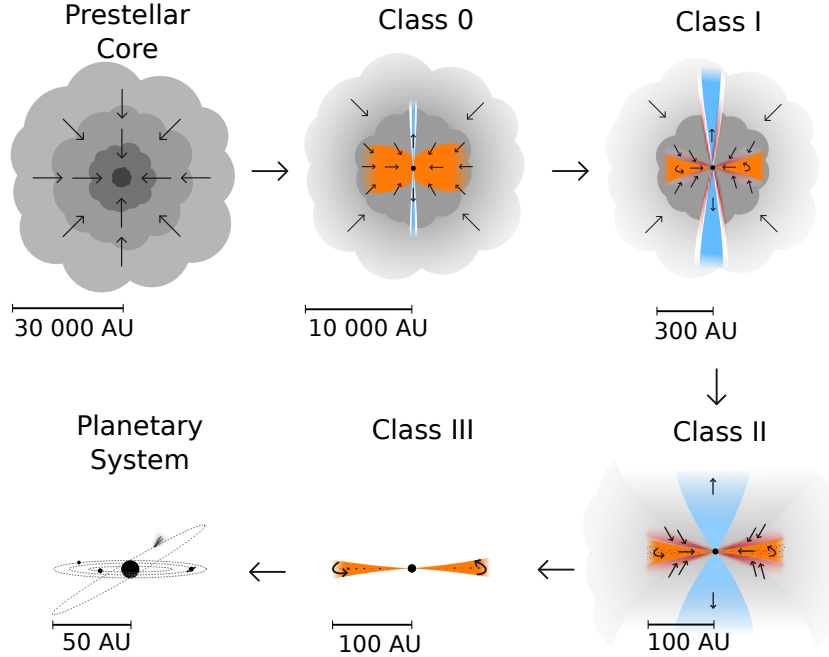 Prestellar
Core
Class 0
Class I
30 000 AU
10 000 AU
300 AU
Planetary
System
Class III
Class II
50 AU
100 AU
100 AU